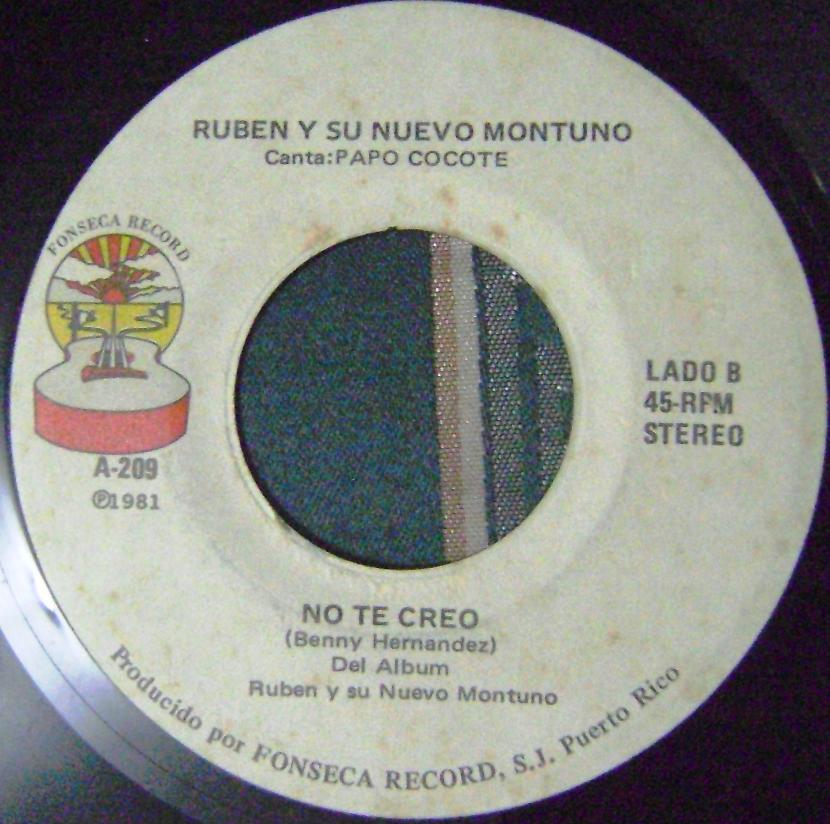 RUBEN Y SU NUEVO MONTUNO
Canta:PAPO COCOTE
FONSECA RECORD
A-209
℗1981
LADO B
45-RPM
STEREO
NO TE CREO
(Benny Hernandez)
Del Album
Ruben y su Nuevo Montuno
Producido por FONSECA RECORD, S.J. Puerto Rico